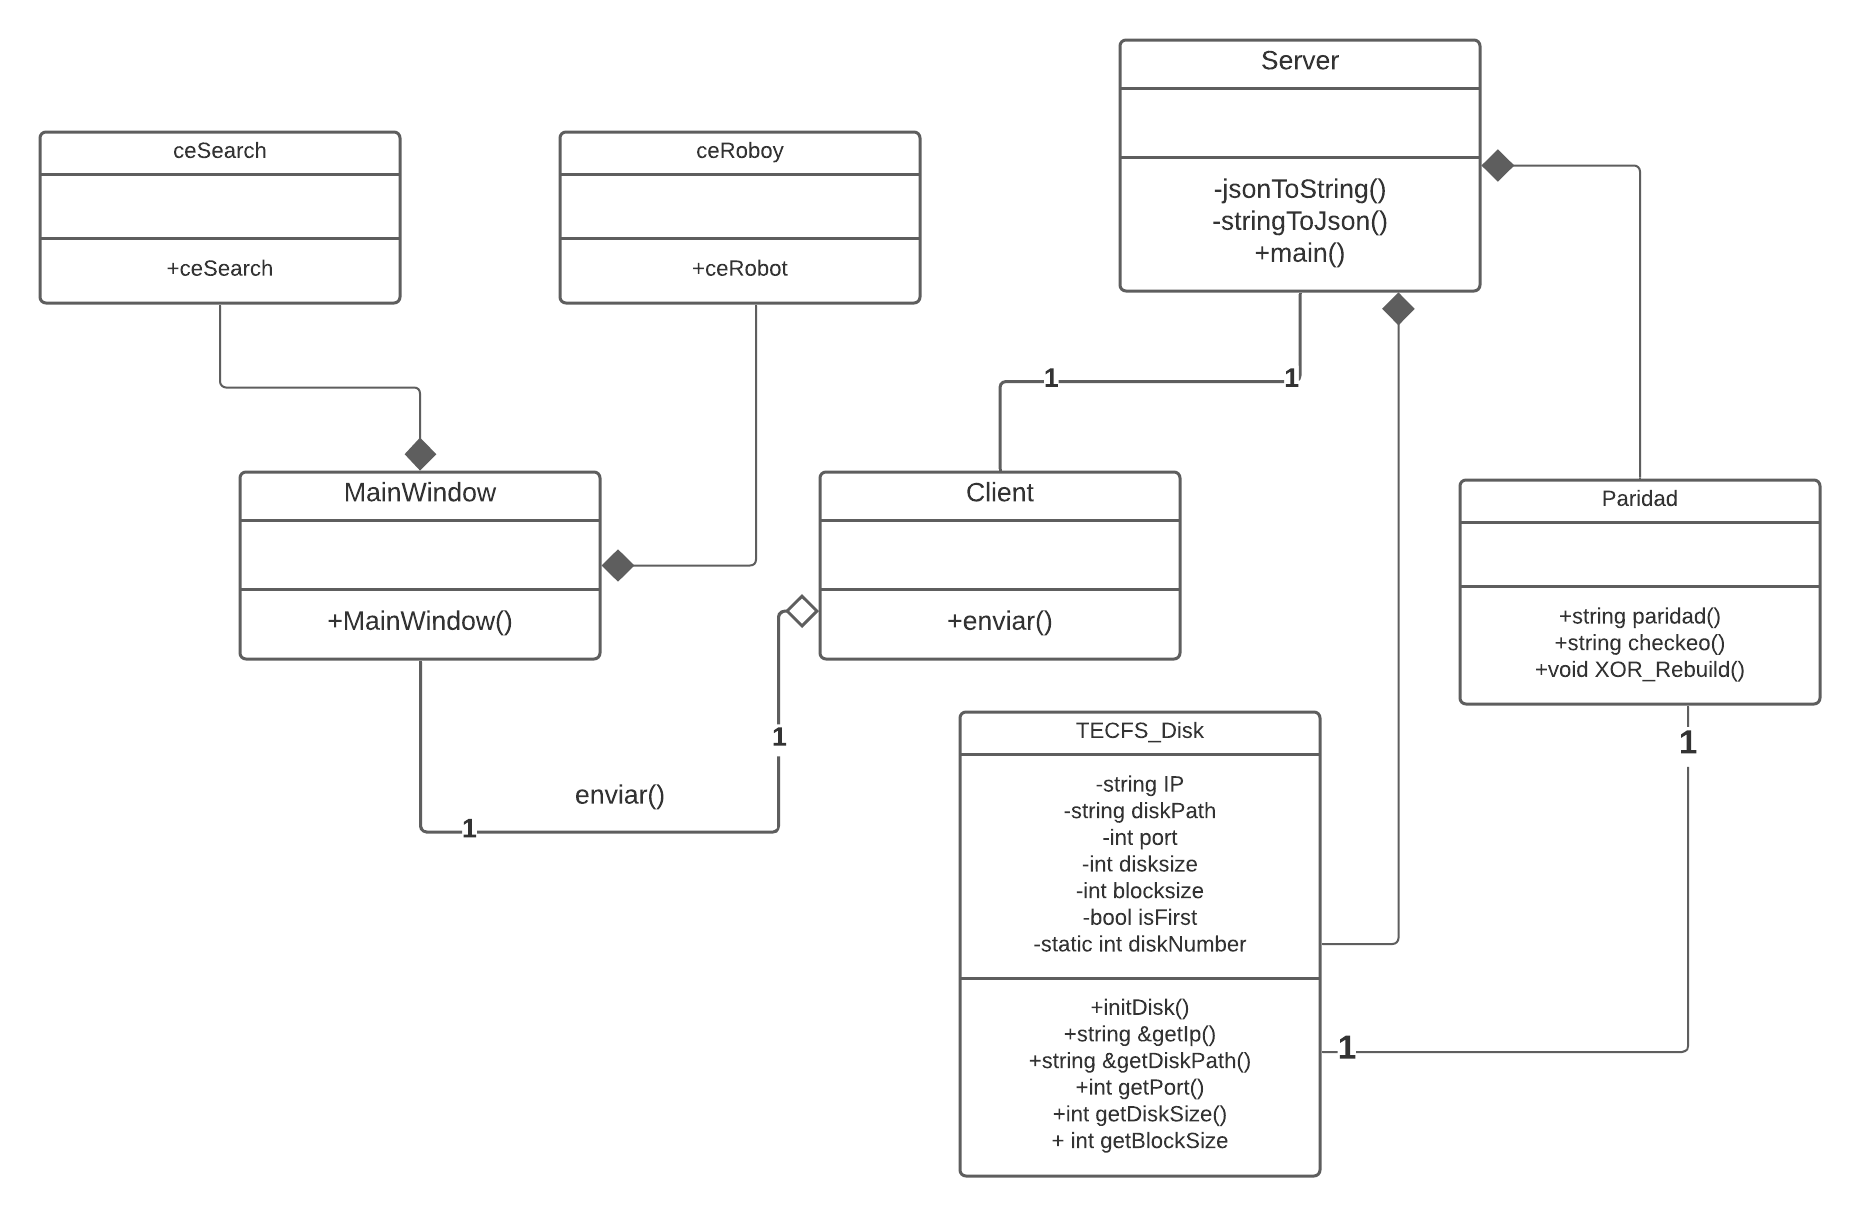 Server
-jsonToString()
-stringToJson()
+main()
ceSearch
+ceSearch
ceRoboy
+ceRobot
1
1
MainWindow
+MainWindow()
Client
+enviar()
Paridad
+string paridad()
+string checkeo()
+void XOR_Rebuild()
1
enviar()
1
TECFS_Disk
-string IP
-string diskPath
-int port
-int disksize
-int blocksize
-bool isFirst
-static int diskNumber
+initDisk()
+string &getIp()
+string &getDiskPath()
+int getPort()
+int getDiskSize()
+ int getBlockSize
1
1